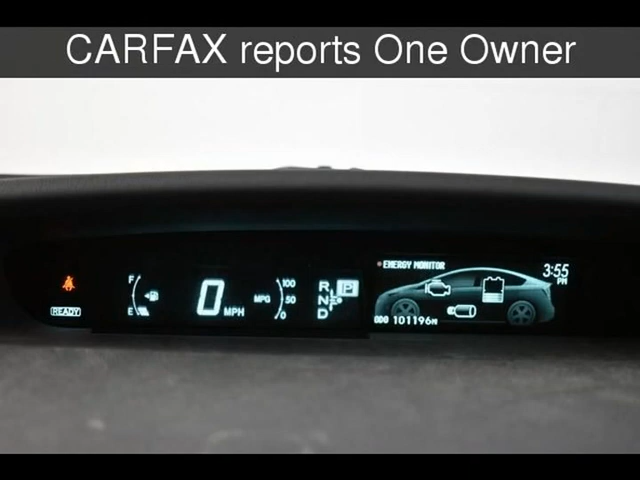 CARFAX reports One Owner
ENERGY MONITOR
3:55
PM
F
E
0 MPH
MPG
100
50
0
R
N
D
P
READY
ODO 101196MI